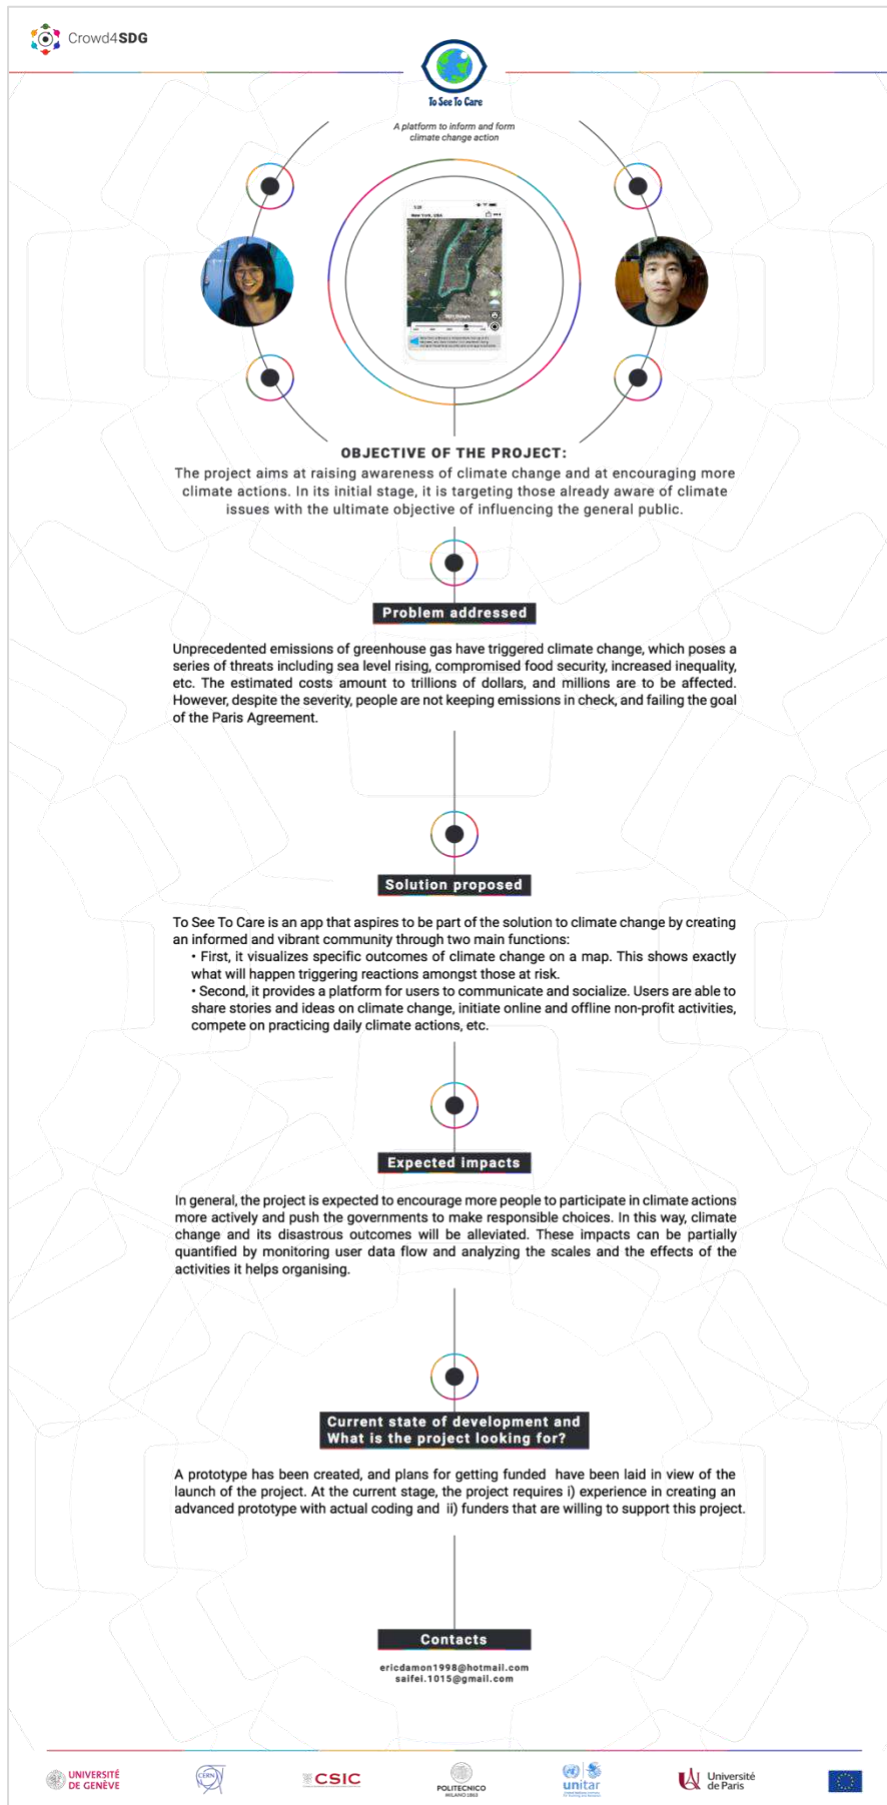 Crowd4SDG
To See To Care
A platform to inform and form
climate change action
New York, USA
OBJECTIVE OF THE PROJECT:
The project aims at raising awareness of climate change and at encouraging more
climate actions. In its initial stage, it is targeting those already aware of climate
issues with the ultimate objective of influencing the general public.
Problem addressed
Unprecedented emissions of greenhouse gas have triggered climate change, which poses a
series of threats including sea level rising, compromised food security, increased inequality,
etc. The estimated costs amount to trillions of dollars, and millions are to be affected.
However, despite the severity, people are not keeping emissions in check, and failing the goal
of the Paris Agreement.
Solution proposed
To See To Care is an app that aspires to be part of the solution to climate change by creating
an informed and vibrant community through two main functions:
• First, it visualizes specific outcomes of climate change on a map. This shows exactly
what will happen triggering reactions amongst those at risk.
• Second, it provides a platform for users to communicate and socialize. Users are able to
share stories and ideas on climate change, initiate online and offline non-profit activities,
compete on practicing daily climate actions, etc.
Expected impacts
In general, the project is expected to encourage more people to participate in climate actions
more actively and push the governments to make responsible choices. In this way, climate
change and its disastrous outcomes will be alleviated. These impacts can be partially
quantified by monitoring user data flow and analyzing the scales and the effects of the
activities it helps organising.
Current state of development and
What is the project looking for?
A prototype has been created, and plans for getting funded have been laid in view of the
launch of the project. At the current stage, the project requires i) experience in creating an
advanced prototype with actual coding and ii) funders that are willing to support this project.
Contacts
ericdamon1998@hotmail.com
saifei.1015@gmail.com
UNIVERSITÉ
DE GENÈVE
CERN
CSIC
POLITECNICO
MILANO 1863
unitar
Université
de Paris